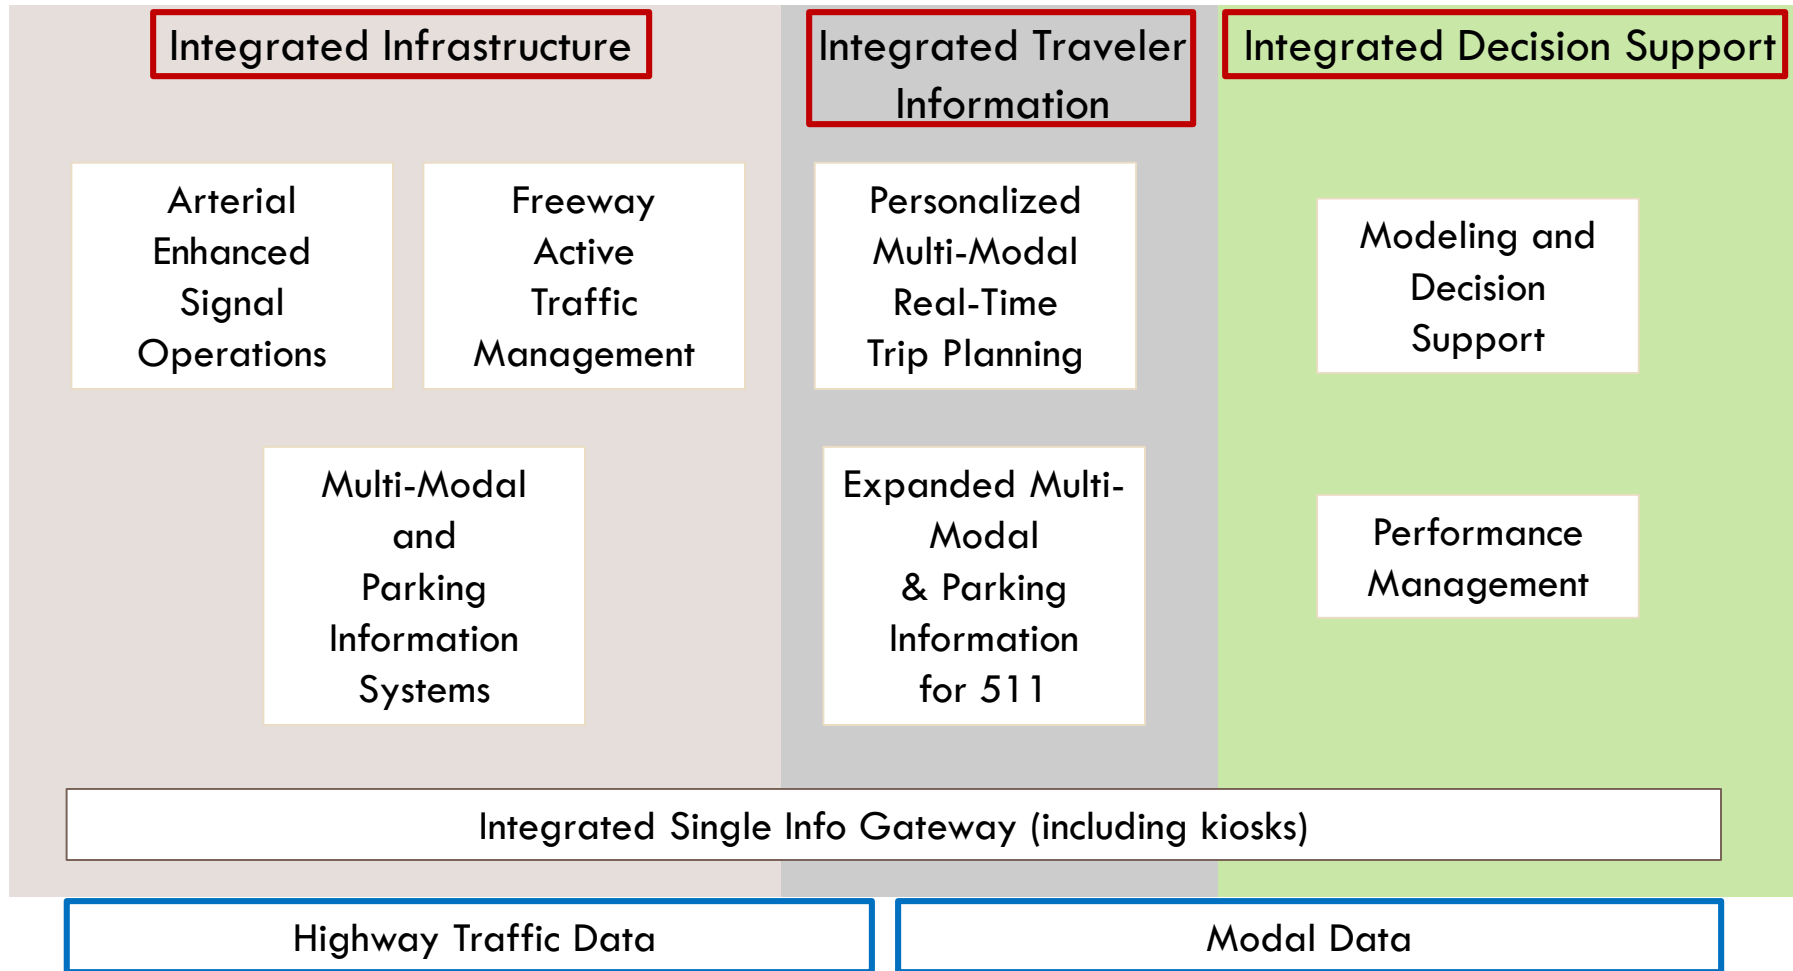 Integrated Infrastructure
Integrated Traveler
Information
Integrated Decision Support
Arterial
Enhanced
Signal
Operations
Freeway
Active
Traffic
Management
Personalized
Multi-Modal
Real-Time
Trip Planning
Modeling and
Decision
Support
Multi-Modal
and
Parking
Information
Systems
Expanded Multi-
Modal
& Parking
Information
for 511
Performance
Management
Integrated Single Info Gateway (including kiosks)
Highway Traffic Data
Modal Data